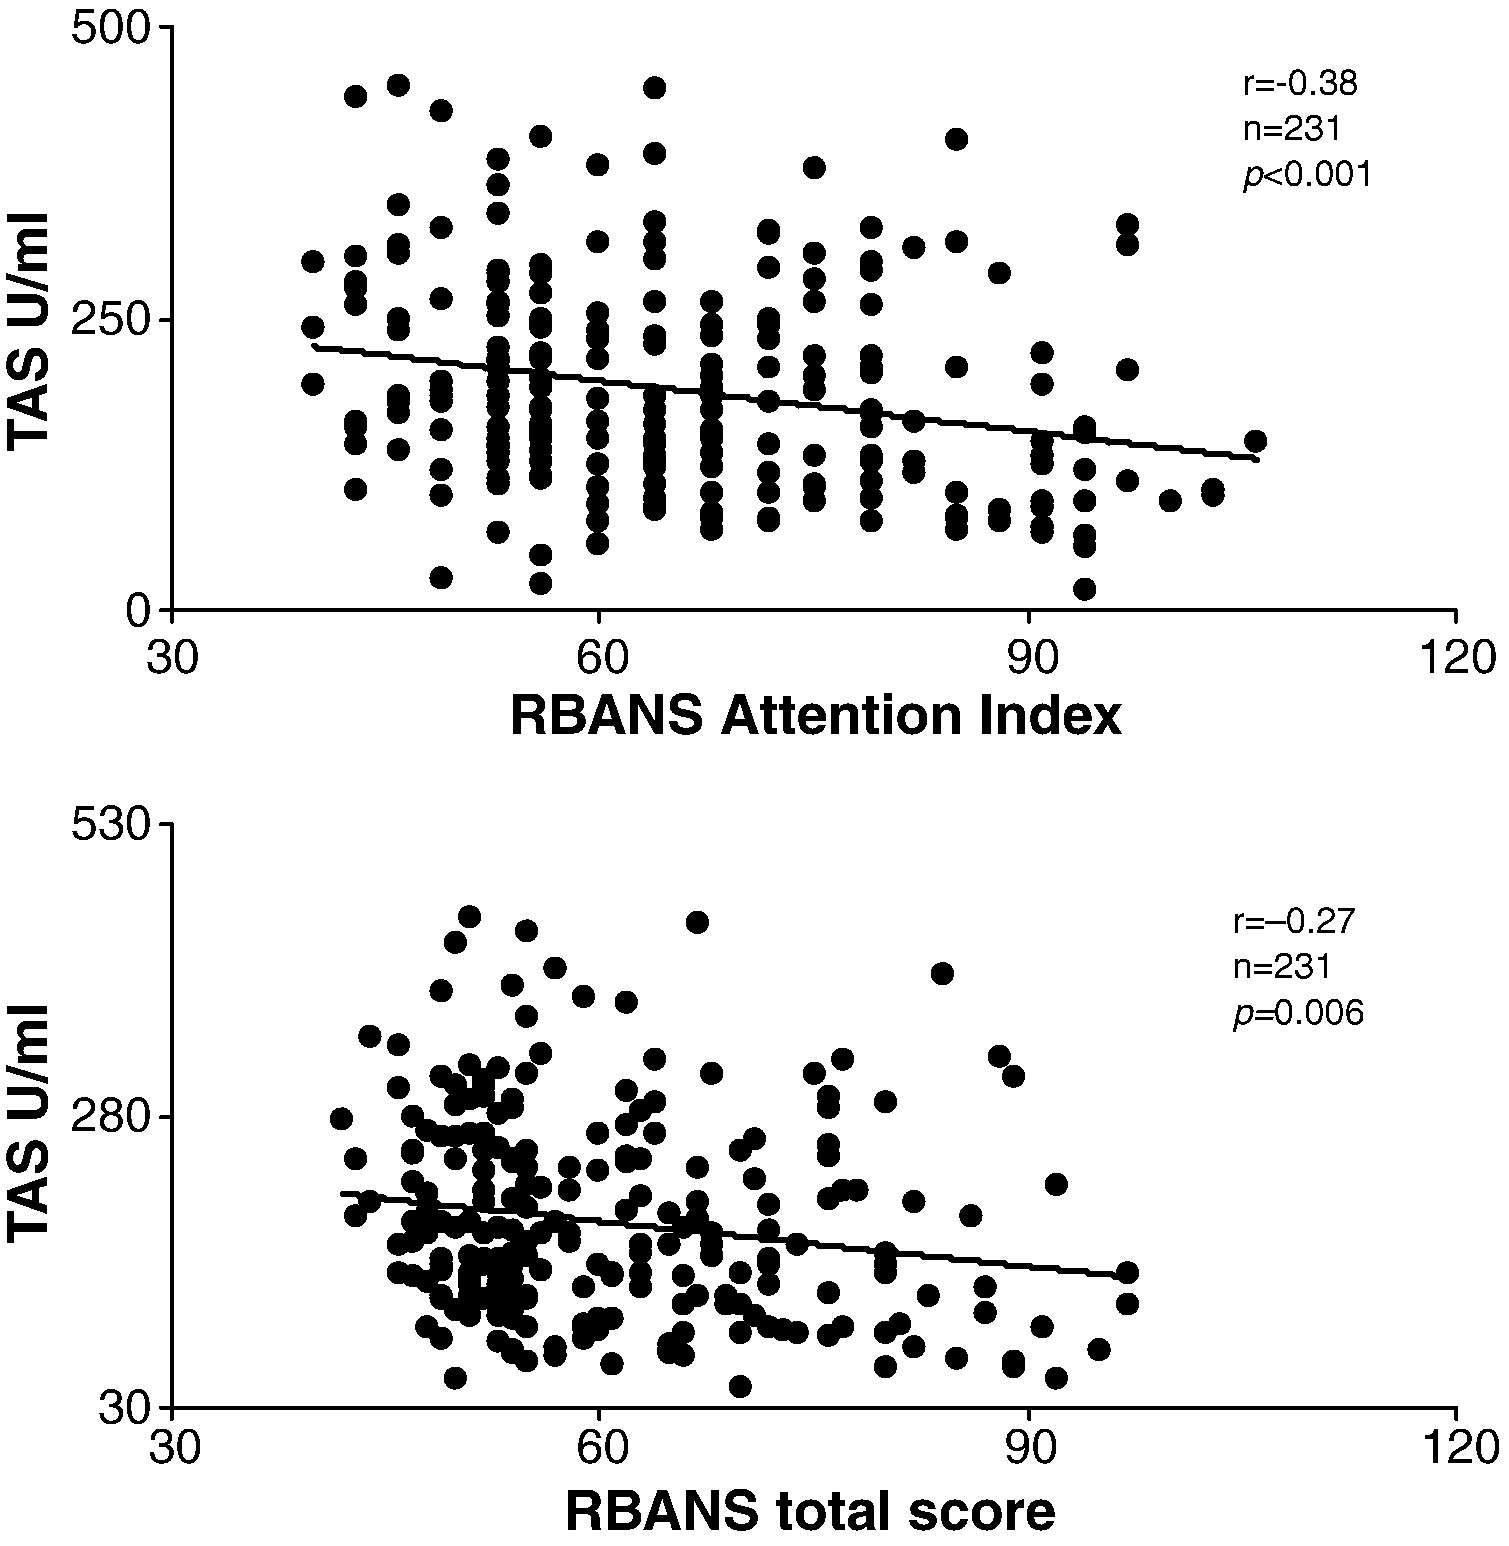 500
r=-0.38
n=231
p<0.001
TAS U/ml
250
0
30 60 90 120
RBANS Attention Index
530
r=–0.27
n=231
p=0.006
TAS U/ml
280
30
30 60 90 120
RBANS total score